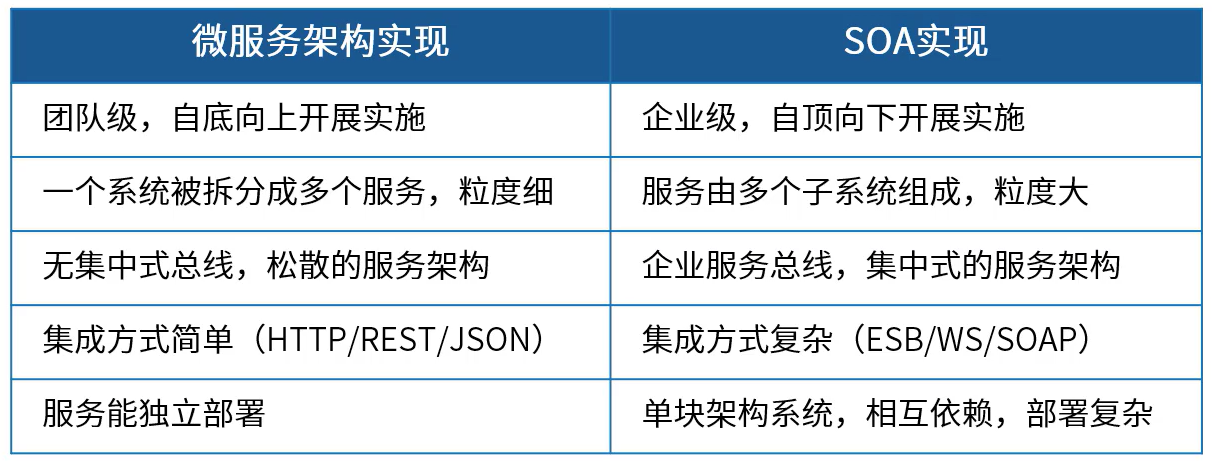 微服务架构实现
SOA实现
团队级，自底向上开展实施
企业级，自顶向下开展实施
一个系统被拆分成多个服务，粒度细
服务由多个子系统组成，粒度大
无集中式总线，松散的服务架构
企业服务总线，集中式的服务架构
集成方式简单（HTTP/REST/JSON）
集成方式复杂（ESB/WS/SOAP）
服务能独立部署
单块架构系统，相互依赖，部署复杂